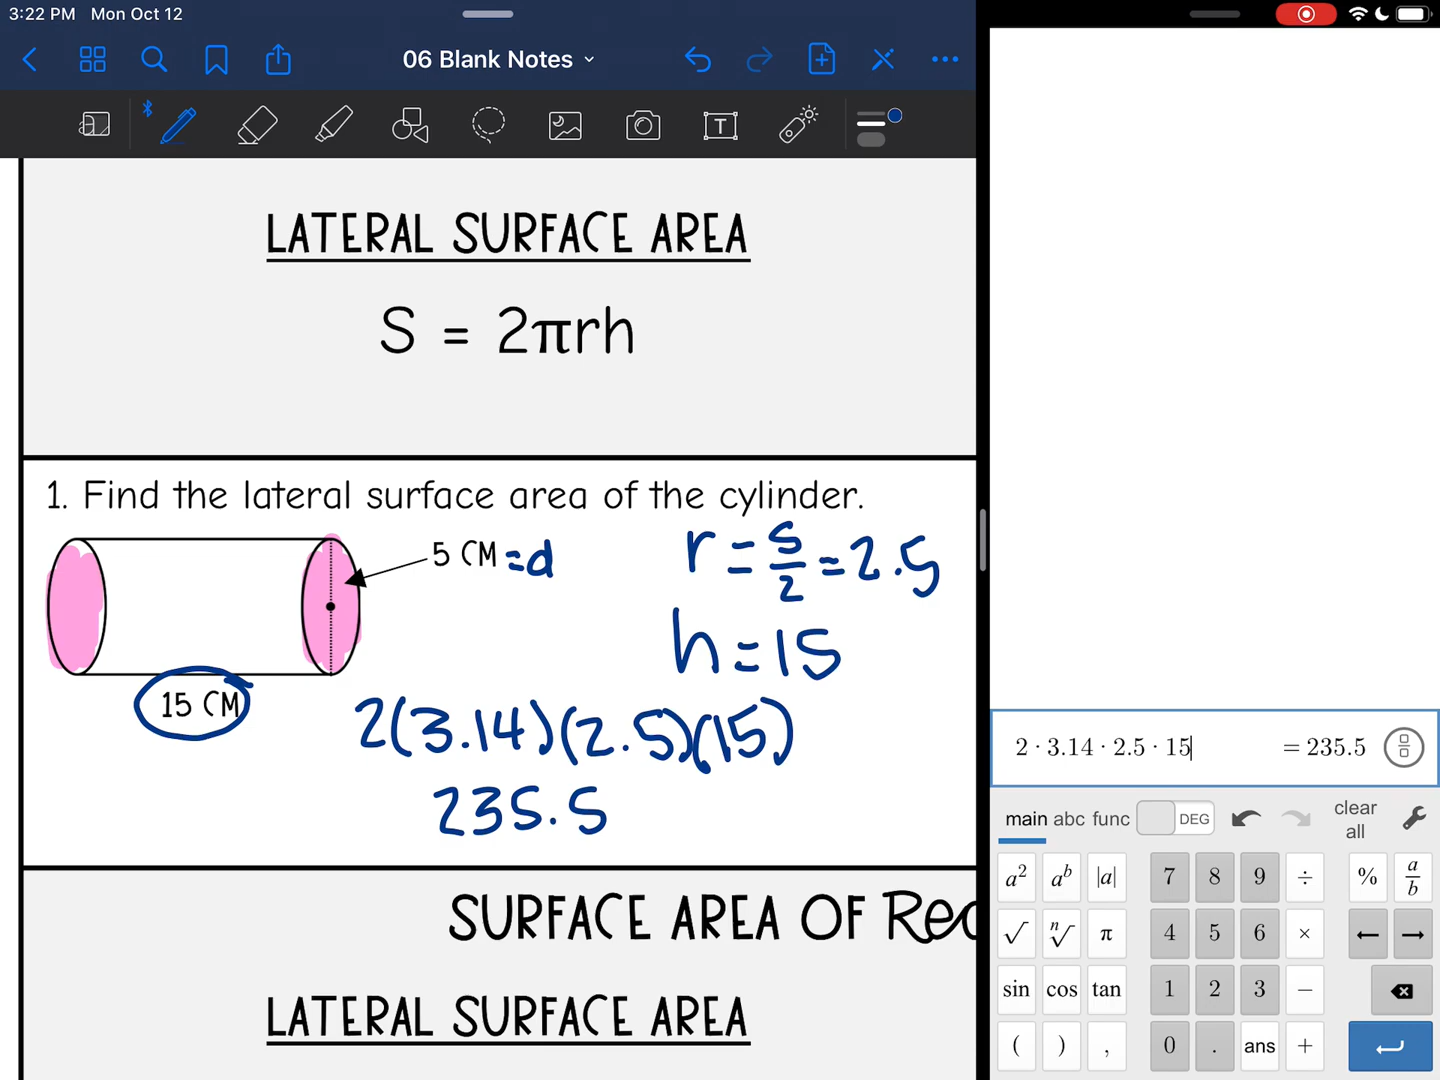 3:22 PM Mon Oct 12
06 Blank Notes
T
LATERAL SURFACE AREA
S = 2πrh
1. Find the lateral surface area of the cylinder.
5 CM = d
r = 5/2 = 2.5
h = 15
15 CM
2(3.14)(2.5)(15)
235.5
SURFACE AREA OF Rec
LATERAL SURFACE AREA
2 · 3.14 · 2.5 · 15 = 235.5
main abc func DEG clear all
a² aᵇ |a| 7 8 9 ÷ % a/b
√ ⁿ√ π 4 5 6 × ← →
sin cos tan 1 2 3 −
( ) , 0 . ans +